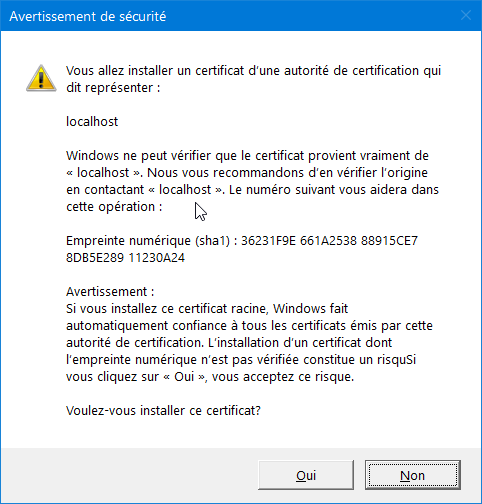 Avertissement de sécurité
Vous allez installer un certificat d'une autorité de certification qui
dit représenter :
localhost
Windows ne peut vérifier que le certificat provient vraiment de
« localhost ». Nous vous recommandons d'en vérifier l'origine
en contactant « localhost ». Le numéro suivant vous aidera dans
cette opération :
Empreinte numérique (sha1) : 36231F9E 661A2538 88915CE7
8DB5E289 11230A24
Avertissement :
Si vous installez ce certificat racine, Windows fait
automatiquement confiance à tous les certificats émis par cette
autorité de certification. L'installation d'un certificat dont
l'empreinte numérique n'est pas vérifiée constitue un risquSi
vous cliquez sur « Oui », vous acceptez ce risque.
Voulez-vous installer ce certificat?
Oui
Non